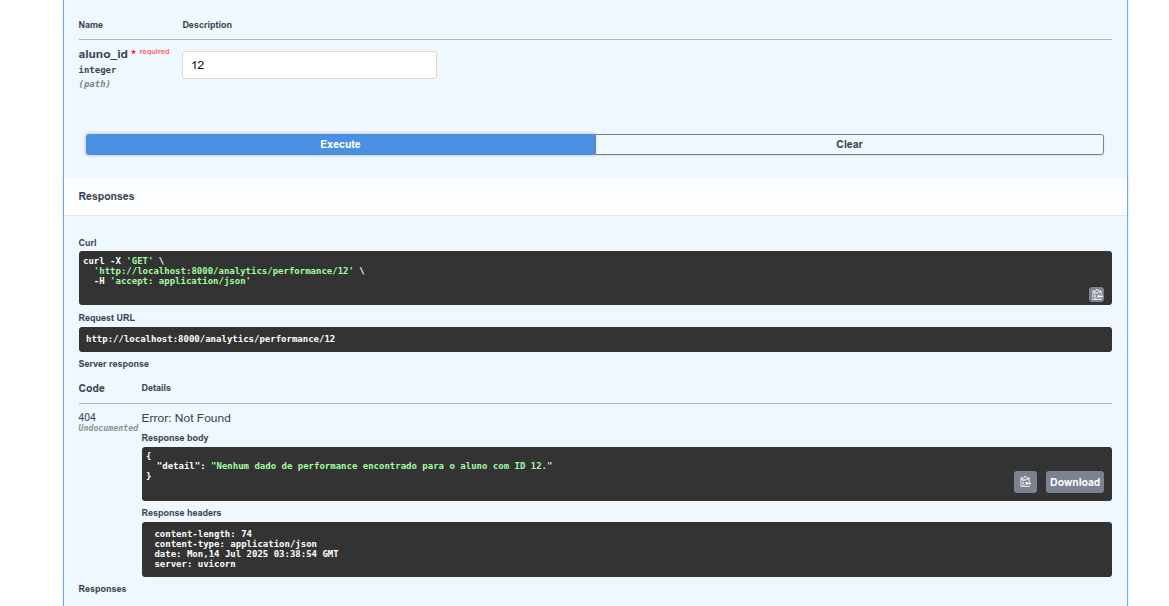 Name Description
aluno_id * required
integer
(path)
12
Execute Clear
Responses
Curl
curl -X 'GET' \
'http://localhost:8000/analytics/performance/12' \
-H 'accept: application/json'
Request URL
http://localhost:8000/analytics/performance/12
Server response
Code Details
404
Undocumented
Error: Not Found
Response body
{
"detail": "Nenhum dado de performance encontrado para o aluno com ID 12."
}
Download
Response headers
content-length: 74
content-type: application/json
date: Mon,14 Jul 2025 03:38:54 GMT
server: uvicorn
Responses